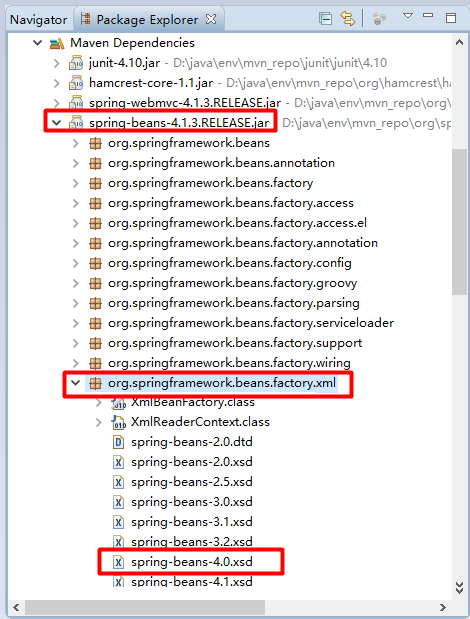 Navigator Package Explorer
Maven Dependencies
junit-4.10.jar - D:\java\env\mvn_repo\junit\junit\4.10
hamcrest-core-1.1.jar - D:\java\env\mvn_repo\org\hamcrest\h
spring-webmvc-4.1.3.RELEASE.jar - D:\java\env\mvn_repo\o
spring-beans-4.1.3.RELEASE.jar D:\java\env\mvn_repo\org\sp
org.springframework.beans
org.springframework.beans.annotation
org.springframework.beans.factory
org.springframework.beans.factory.access
org.springframework.beans.factory.access.el
org.springframework.beans.factory.annotation
org.springframework.beans.factory.config
org.springframework.beans.factory.groovy
org.springframework.beans.factory.parsing
org.springframework.beans.factory.serviceloader
org.springframework.beans.factory.support
org.springframework.beans.factory.wiring
org.springframework.beans.factory.xml
XmlBeanFactory.class
XmlReaderContext.class
spring-beans-2.0.dtd
spring-beans-2.0.xsd
spring-beans-2.5.xsd
spring-beans-3.0.xsd
spring-beans-3.1.xsd
spring-beans-3.2.xsd
spring-beans-4.0.xsd
spring-beans-4.1.xsd